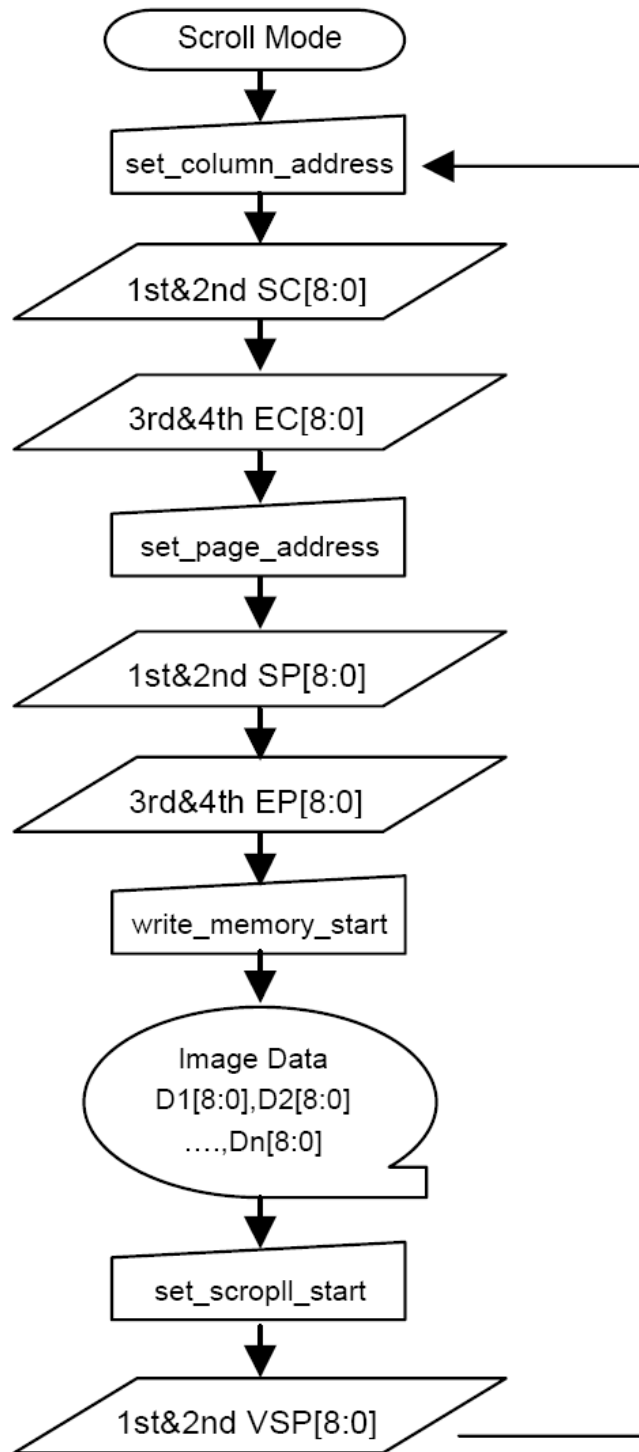 Scroll Mode
set_column_address
1st&2nd SC[8:0]
3rd&4th EC[8:0]
set_page_address
1st&2nd SP[8:0]
3rd&4th EP[8:0]
write_memory_start
Image Data
D1[8:0],D2[8:0]
....,Dn[8:0]
set_scropll_start
1st&2nd VSP[8:0]